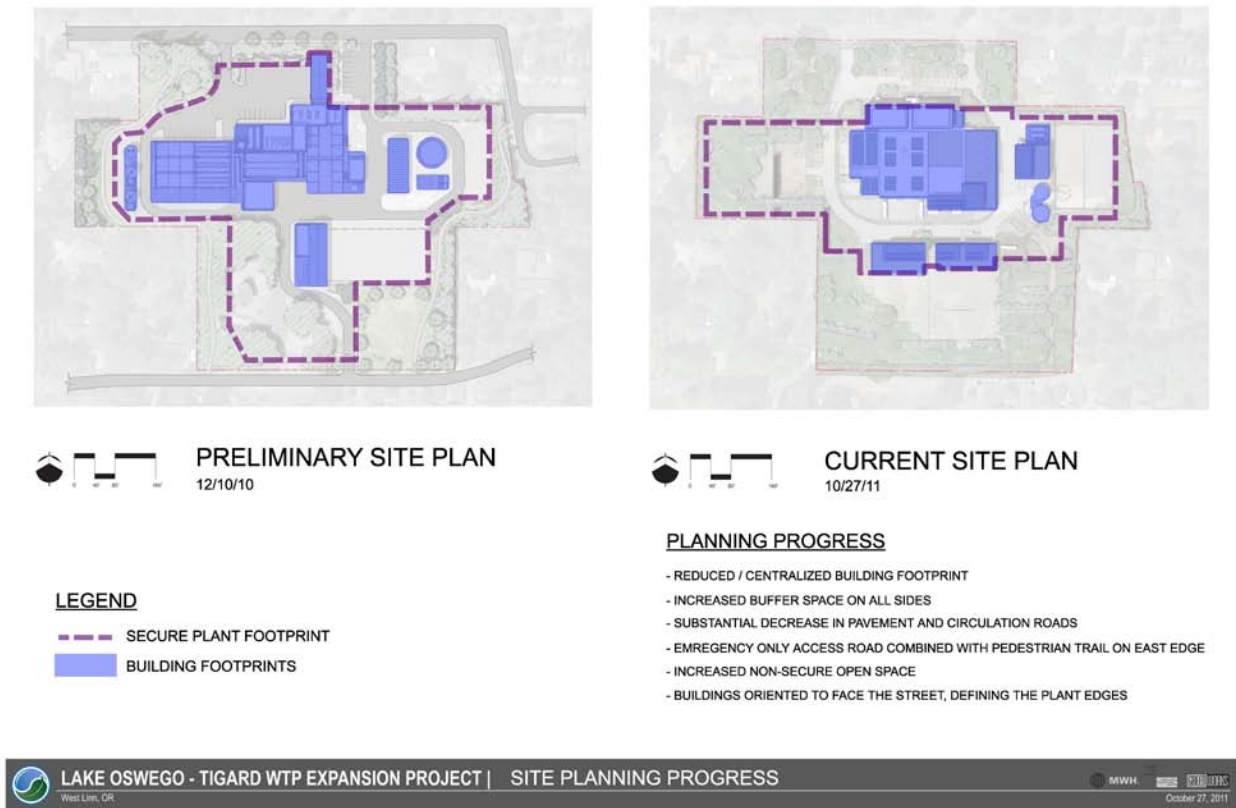 PRELIMINARY SITE PLAN
12/10/10
LEGEND
SECURE PLANT FOOTPRINT
BUILDING FOOTPRINTS
CURRENT SITE PLAN
10/27/11
PLANNING PROGRESS
- REDUCED / CENTRALIZED BUILDING FOOTPRINT
- INCREASED BUFFER SPACE ON ALL SIDES
- SUBSTANTIAL DECREASE IN PAVEMENT AND CIRCULATION ROADS
- EMREGENCY ONLY ACCESS ROAD COMBINED WITH PEDESTRIAN TRAIL ON EAST EDGE
- INCREASED NON-SECURE OPEN SPACE
- BUILDINGS ORIENTED TO FACE THE STREET, DEFINING THE PLANT EDGES
LAKE OSWEGO - TIGARD WTP EXPANSION PROJECT | SITE PLANNING PROGRESS
West Linn, OR
MWH
October 27, 2011